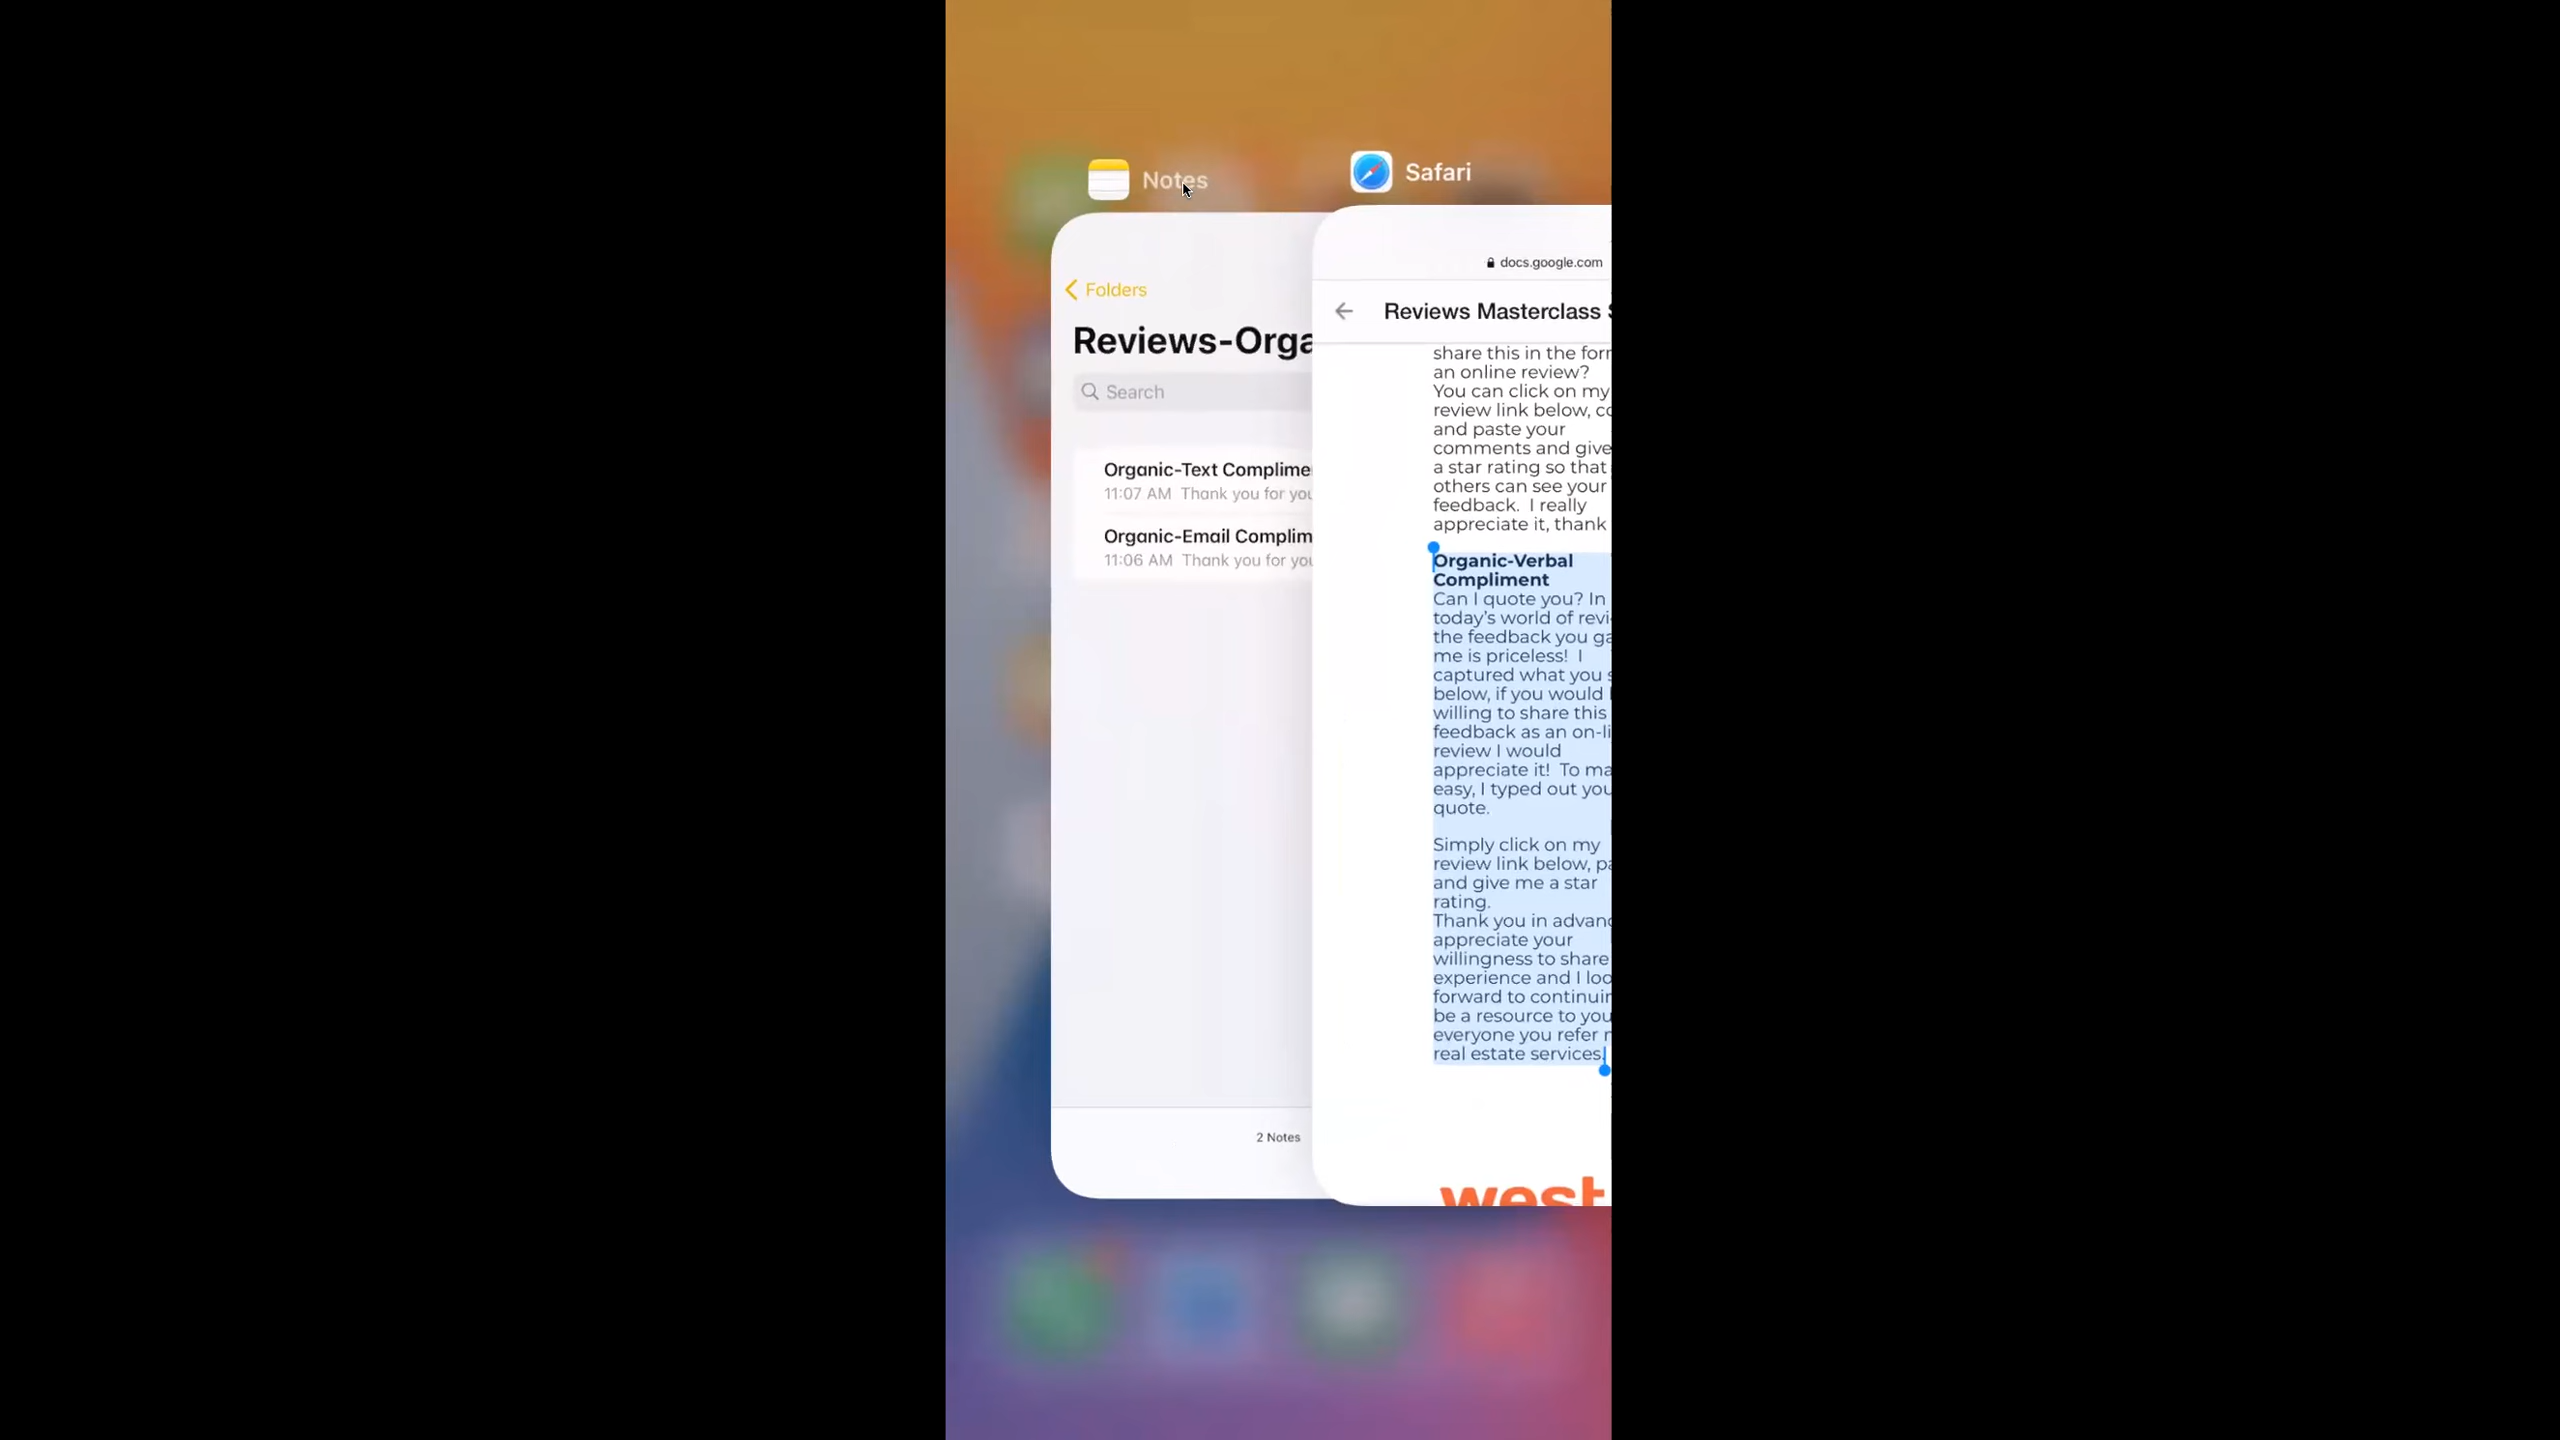 Notes
Safari
Folders
Reviews-Orga
Search
Organic-Text Complime
11:07 AM Thank you for you
Organic-Email Complim
11:06 AM Thank you for you
2 Notes
docs.google.com
Reviews Masterclass
share this in the for
an online review?
You can click on my
review link below, co
and paste your
comments and give
a star rating so that
others can see your
feedback. I really
appreciate it, thank
Organic-Verbal
Compliment
Can I quote you? In
today's world of revi
the feedback you ga
me is priceless! I
captured what you s
below, if you would
willing to share this
feedback as an on-li
review I would
appreciate it! To ma
easy, I typed out you
quote.
Simply click on my
review link below, pa
and give me a star
rating.
Thank you in advanc
appreciate your
willingness to share
experience and I loo
forward to continuin
be a resource to you
everyone you refer
real estate services.
west